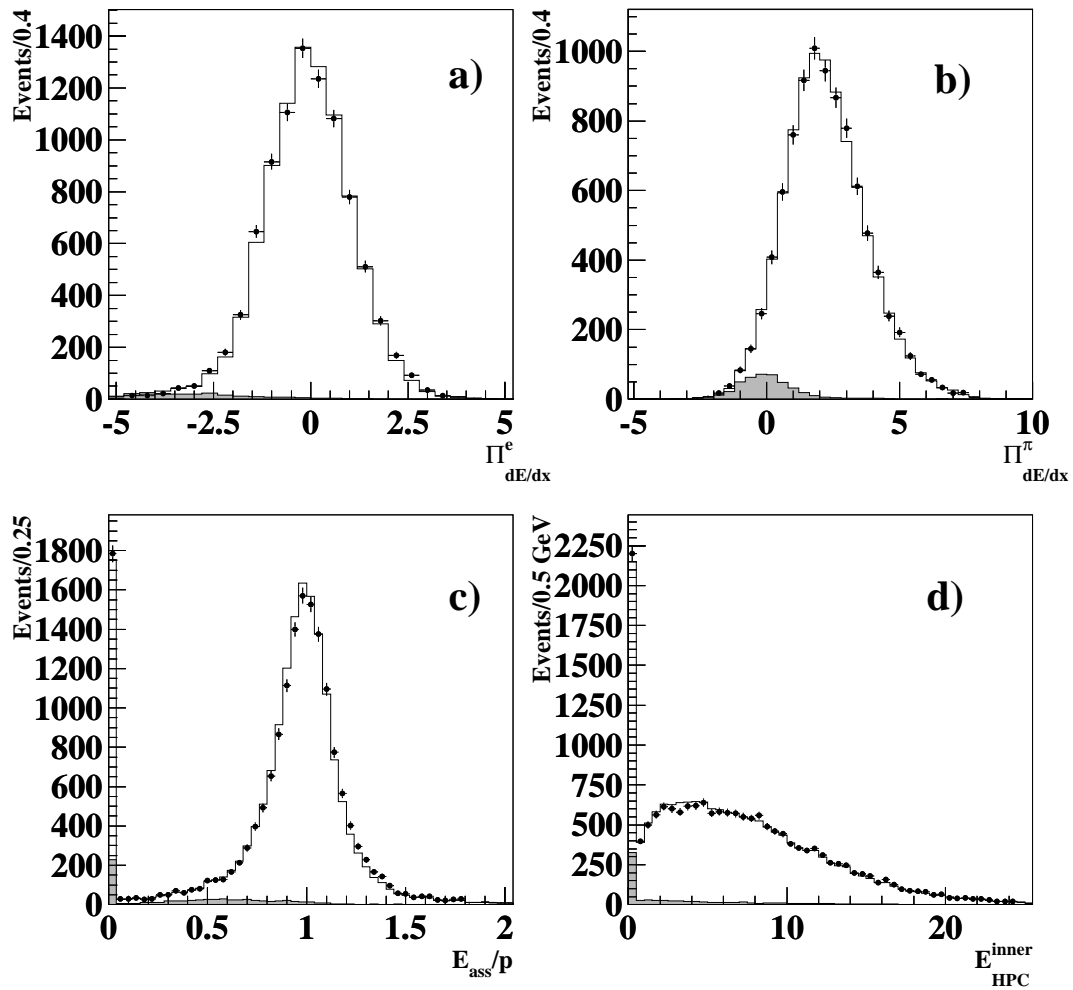 Events/0.4
1400
1200
1000
800
600
400
200
0
a)
-5 -2.5 0 2.5 5
Π^e_dE/dx
Events/0.4
1000
800
600
400
200
0
b)
-5 0 5 10
Π^π_dE/dx
Events/0.25
1800
1600
1400
1200
1000
800
600
400
200
0
c)
0 0.5 1 1.5 2
E_ass/p
Events/0.5 GeV
2250
2000
1750
1500
1250
1000
750
500
250
0
d)
0 10 20
E^inner_HPC